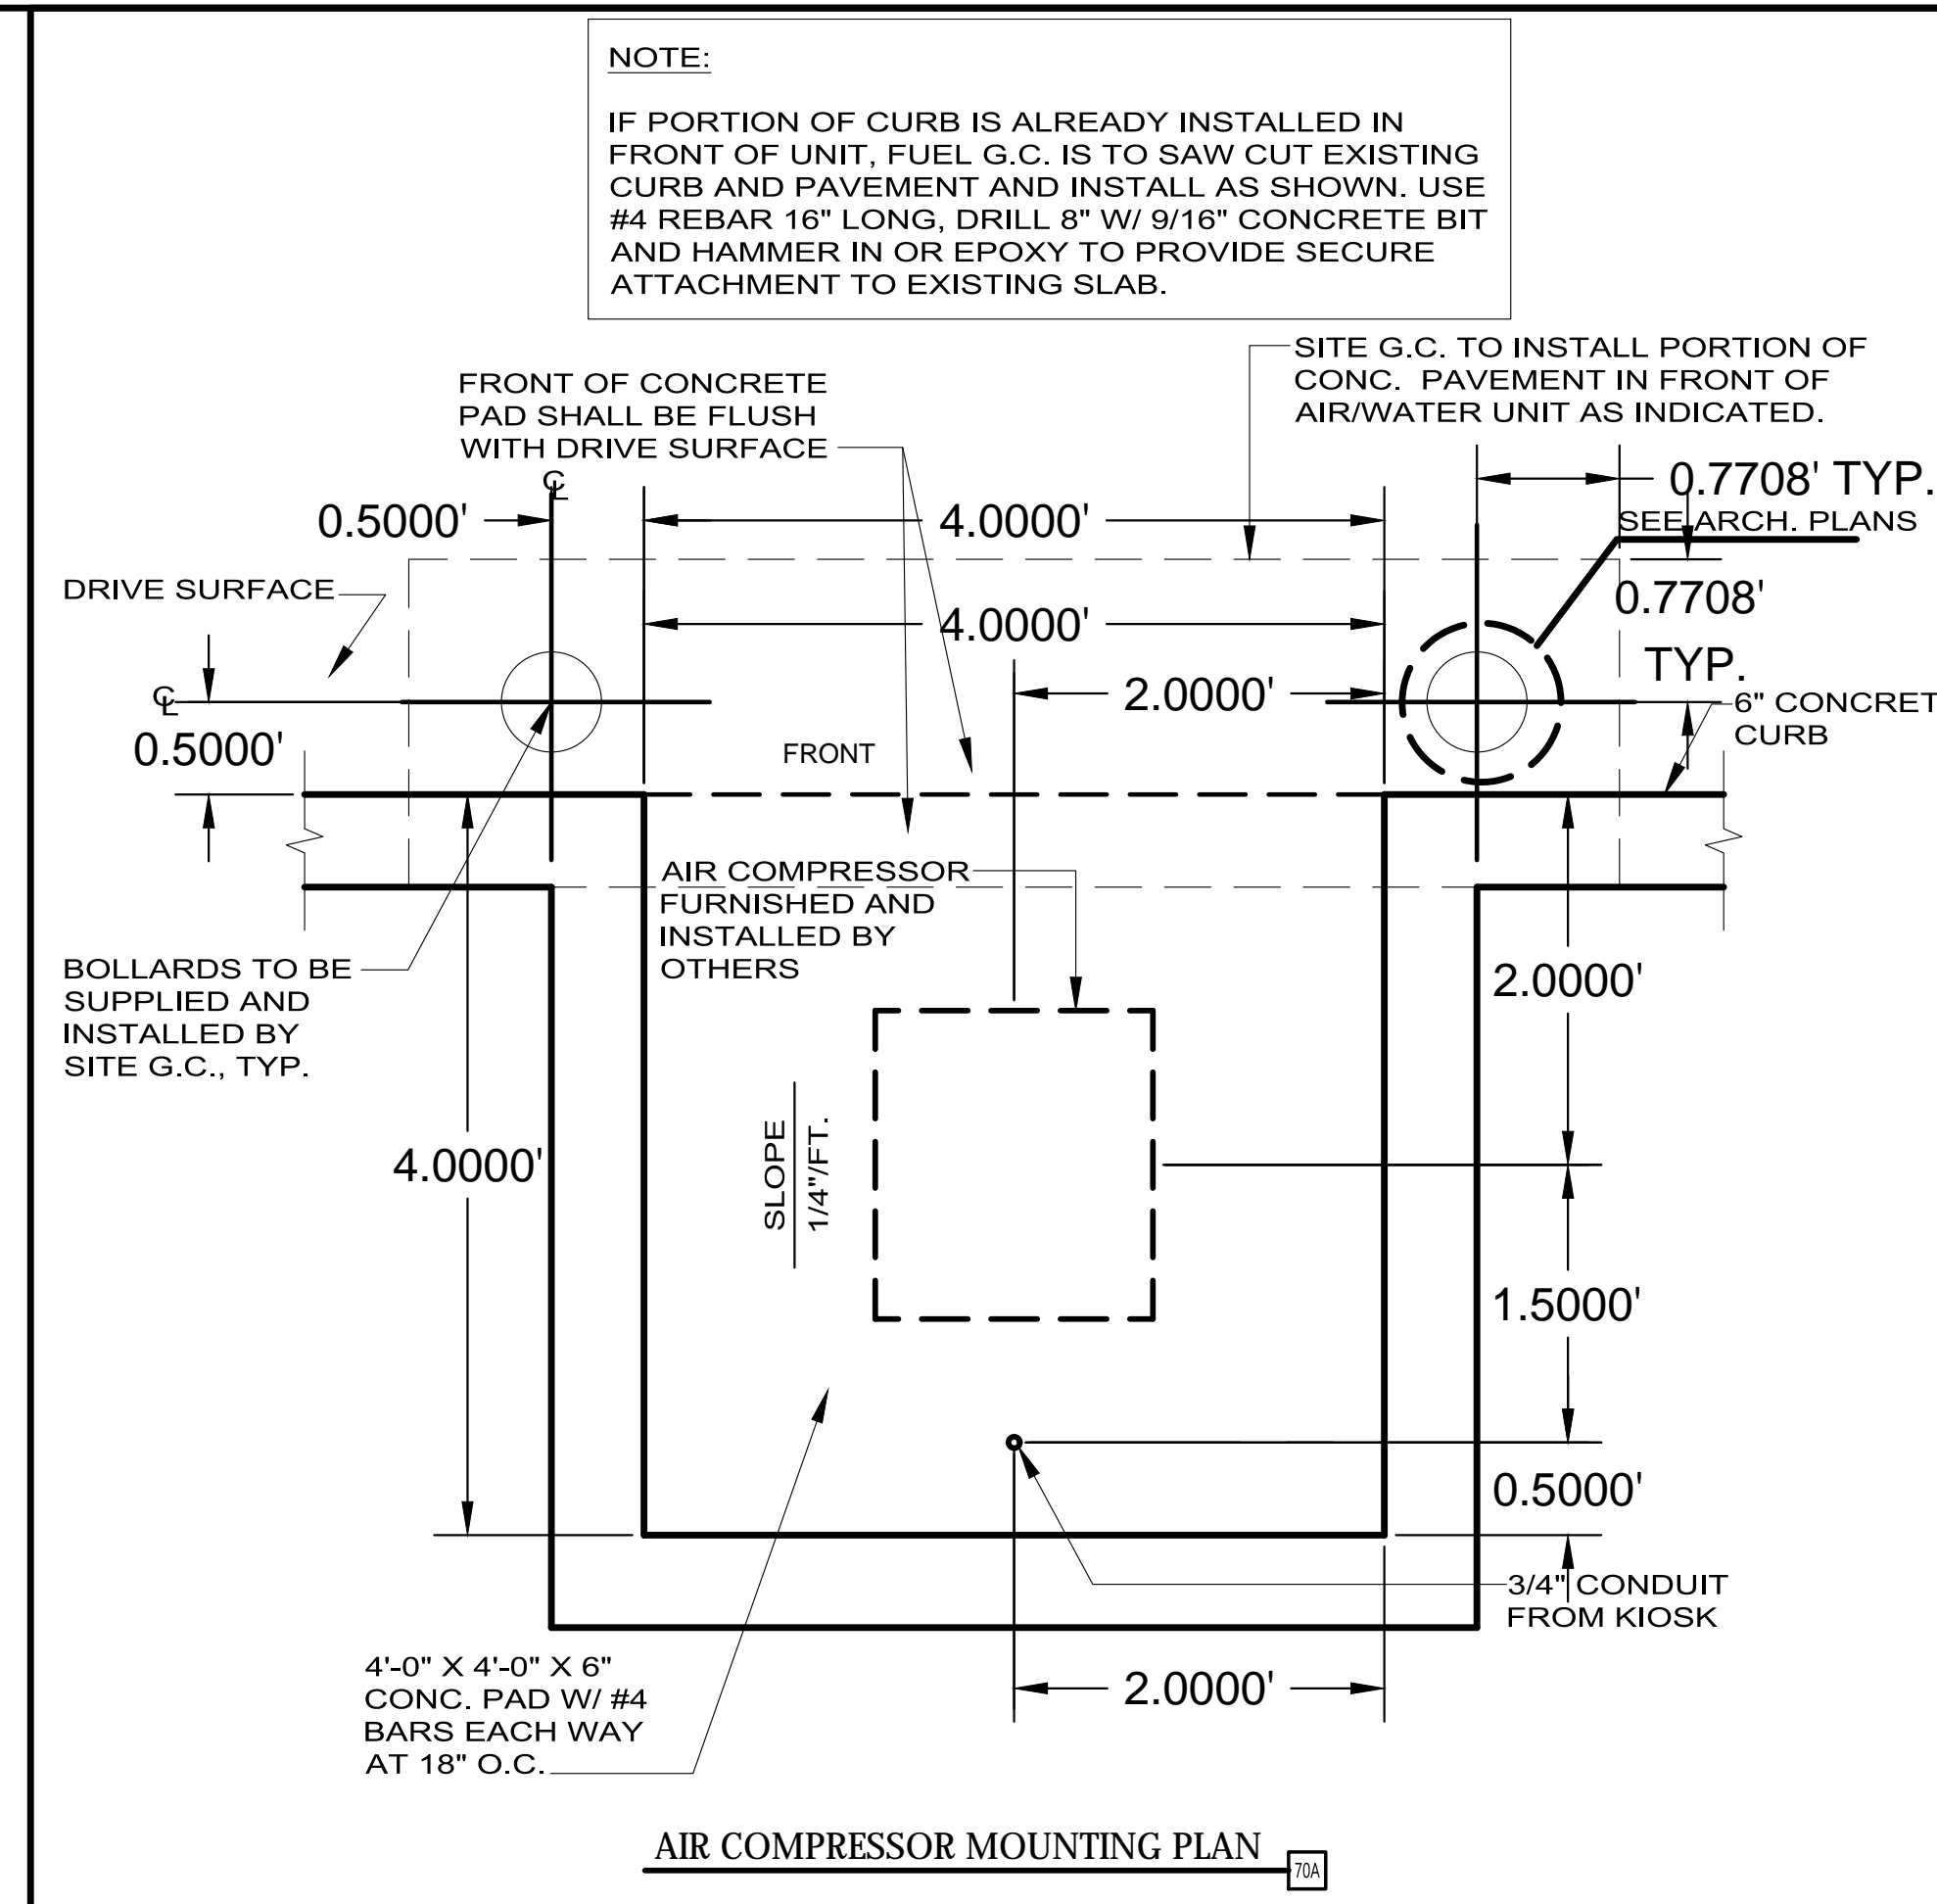 NOTE:
IF PORTION OF CURB IS ALREADY INSTALLED IN
FRONT OF UNIT, FUEL G.C. IS TO SAW CUT EXISTING
CURB AND PAVEMENT AND INSTALL AS SHOWN. USE
#4 REBAR 16" LONG, DRILL 8" W/ 9/16" CONCRETE BIT
AND HAMMER IN OR EPOXY TO PROVIDE SECURE
ATTACHMENT TO EXISTING SLAB.
SITE G.C. TO INSTALL PORTION OF
CONC. PAVEMENT IN FRONT OF
AIR/WATER UNIT AS INDICATED.
FRONT OF CONCRETE
PAD SHALL BE FLUSH
WITH DRIVE SURFACE
℄
0.5000'
4.0000'
0.7708' TYP.
SEE ARCH. PLANS
DRIVE SURFACE
4.0000'
0.7708'
TYP.
2.0000'
℄
0.5000'
FRONT
6" CONCRET
CURB
AIR COMPRESSOR
FURNISHED AND
INSTALLED BY
OTHERS
BOLLARDS TO BE
SUPPLIED AND
INSTALLED BY
SITE G.C., TYP.
2.0000'
4.0000'
SLOPE
1/4"/FT.
1.5000'
0.5000'
3/4" CONDUIT
FROM KIOSK
4'-0" X 4'-0" X 6"
CONC. PAD W/ #4
BARS EACH WAY
AT 18" O.C.
2.0000'
AIR COMPRESSOR MOUNTING PLAN
70A